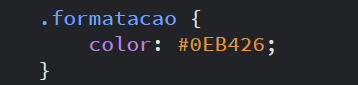 .formatacao {
    color: #0EB426;
}